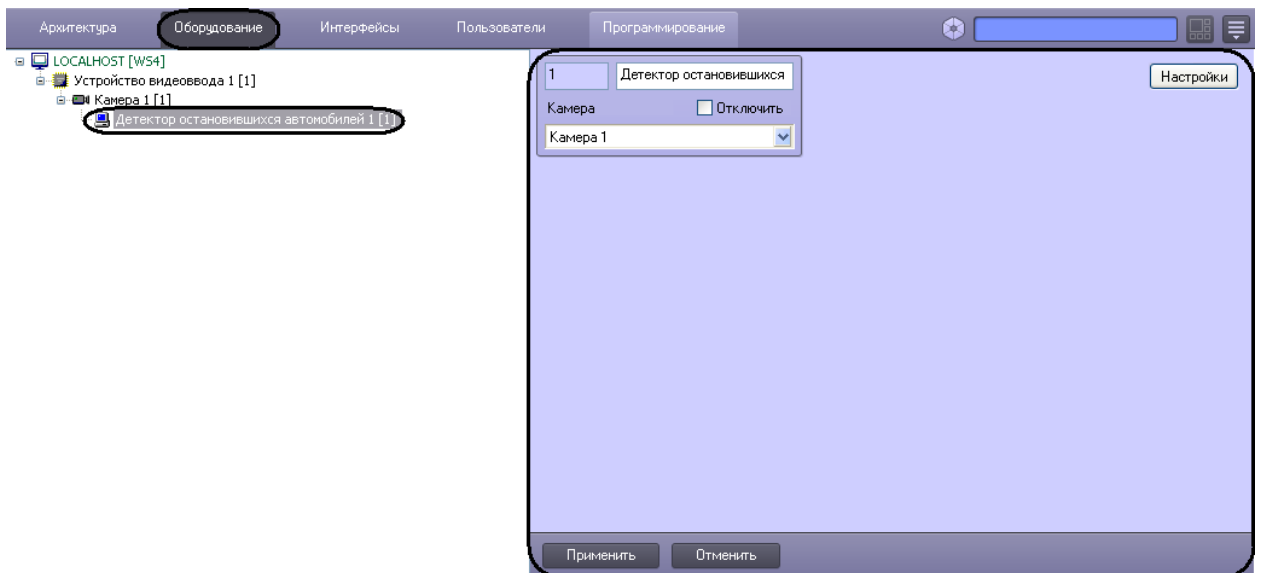 Архитектура Оборудование Интерфейсы Пользователи Программирование
LOCALHOST [WS4]
Устройство видеоввода 1 [1]
Камера 1 [1]
Детектор остановившихся автомобилей 1 [1]
1 Детектор остановившихся
Настройки
Камера Отключить
Камера 1
Применить Отменить